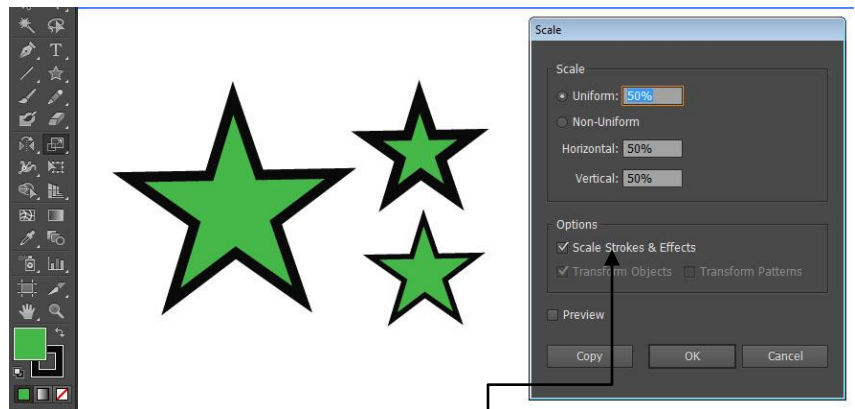 Scale
Scale
Uniform: 50%
Non-Uniform
Horizontal: 50%
Vertical: 50%
Options
Scale Strokes & Effects
Transform Objects Transform Patterns
Preview
Copy OK Cancel
T